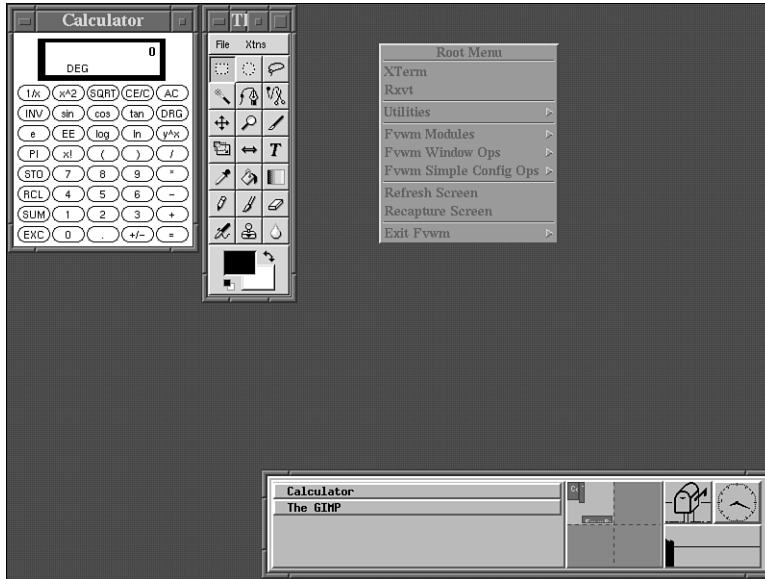 Calculator
0
DEG
1/x x^2 SQRT CE/C AC
INV sin cos tan DRG
e EE log ln y^x
PI x! ( ) /
STO 7 8 9 *
RCL 4 5 6 -
SUM 1 2 3 +
EXC 0 . +/- =
File Xtns
T
Root Menu
XTerm
Rxvt
Utilities
Fvwm Modules
Fvwm Window Ops
Fvwm Simple Config Ops
Refresh Screen
Recapture Screen
Exit Fvwm
Calculator
The GIMP